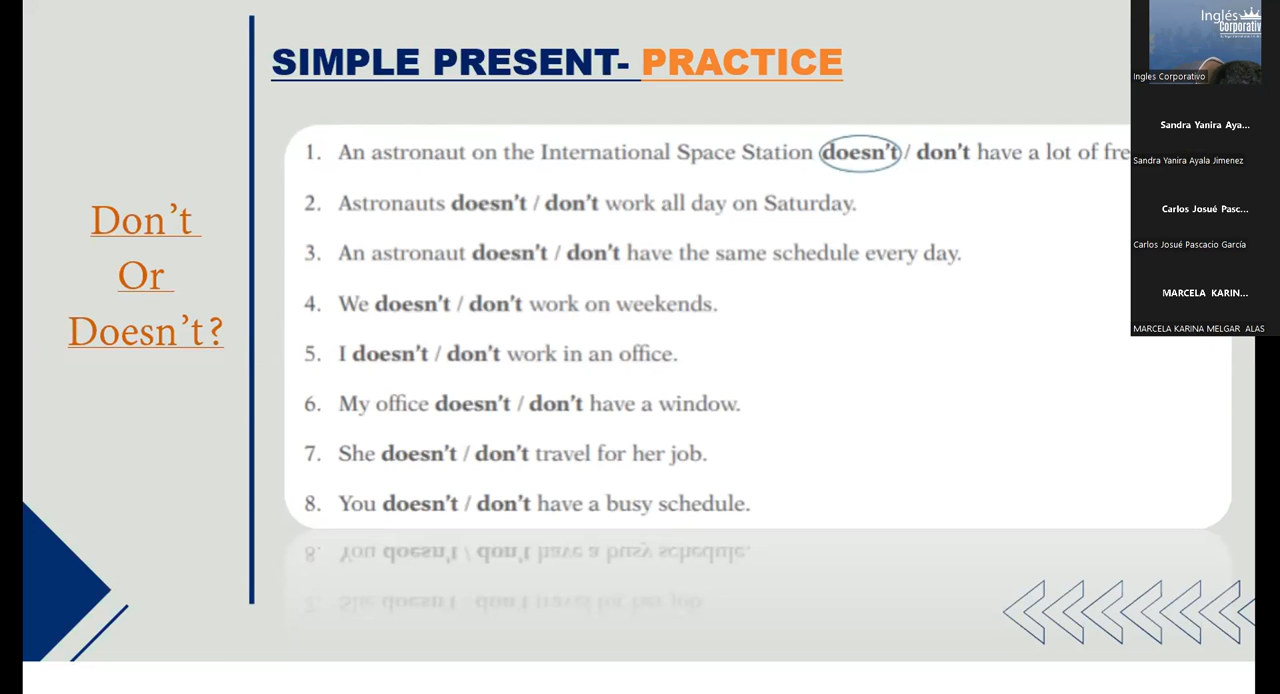 SIMPLE PRESENT- PRACTICE
Don't
Or
Doesn't?
1. An astronaut on the International Space Station doesn't / don't have a lot of fre
2. Astronauts doesn't / don't work all day on Saturday.
3. An astronaut doesn't / don't have the same schedule every day.
4. We doesn't / don't work on weekends.
5. I doesn't / don't work in an office.
6. My office doesn't / don't have a window.
7. She doesn't / don't travel for her job.
8. You doesn't / don't have a busy schedule.
Inglés
Corporativ
Ingles Corporativo
Sandra Yanira Aya...
Sandra Yanira Ayala Jimenez
Carlos Josué Pasc...
Carlos Josué Pascacio García
MARCELA KARIN...
MARCELA KARINA MELGAR ALAS